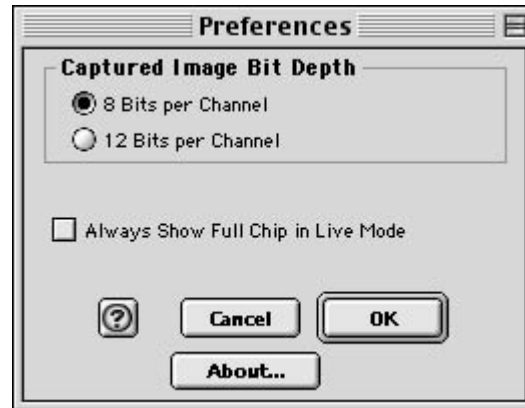 Preferences
Captured Image Bit Depth
8 Bits per Channel
12 Bits per Channel
Always Show Full Chip in Live Mode
?
Cancel
OK
About...